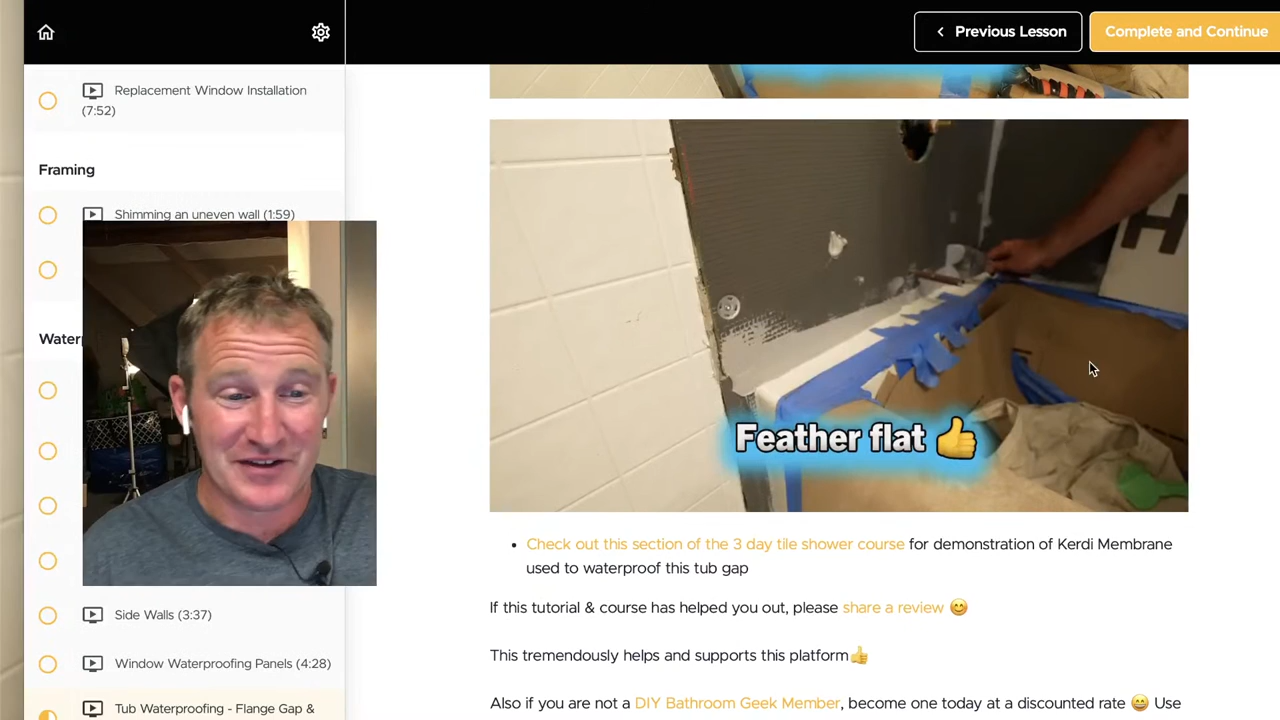 Previous Lesson
Complete and Continue
Replacement Window Installation
(7:52)
Framing
Shimming an uneven wall (1:59)
Side Walls (3:37)
Window Waterproofing Panels (4:28)
Tub Waterproofing - Flange Gap &
H
Feather flat 👍
• Check out this section of the 3 day tile shower course for demonstration of Kerdi Membrane
used to waterproof this tub gap
If this tutorial & course has helped you out, please share a review 😊
This tremendously helps and supports this platform👍
Also if you are not a DIY Bathroom Geek Member, become one today at a discounted rate 😄 Use